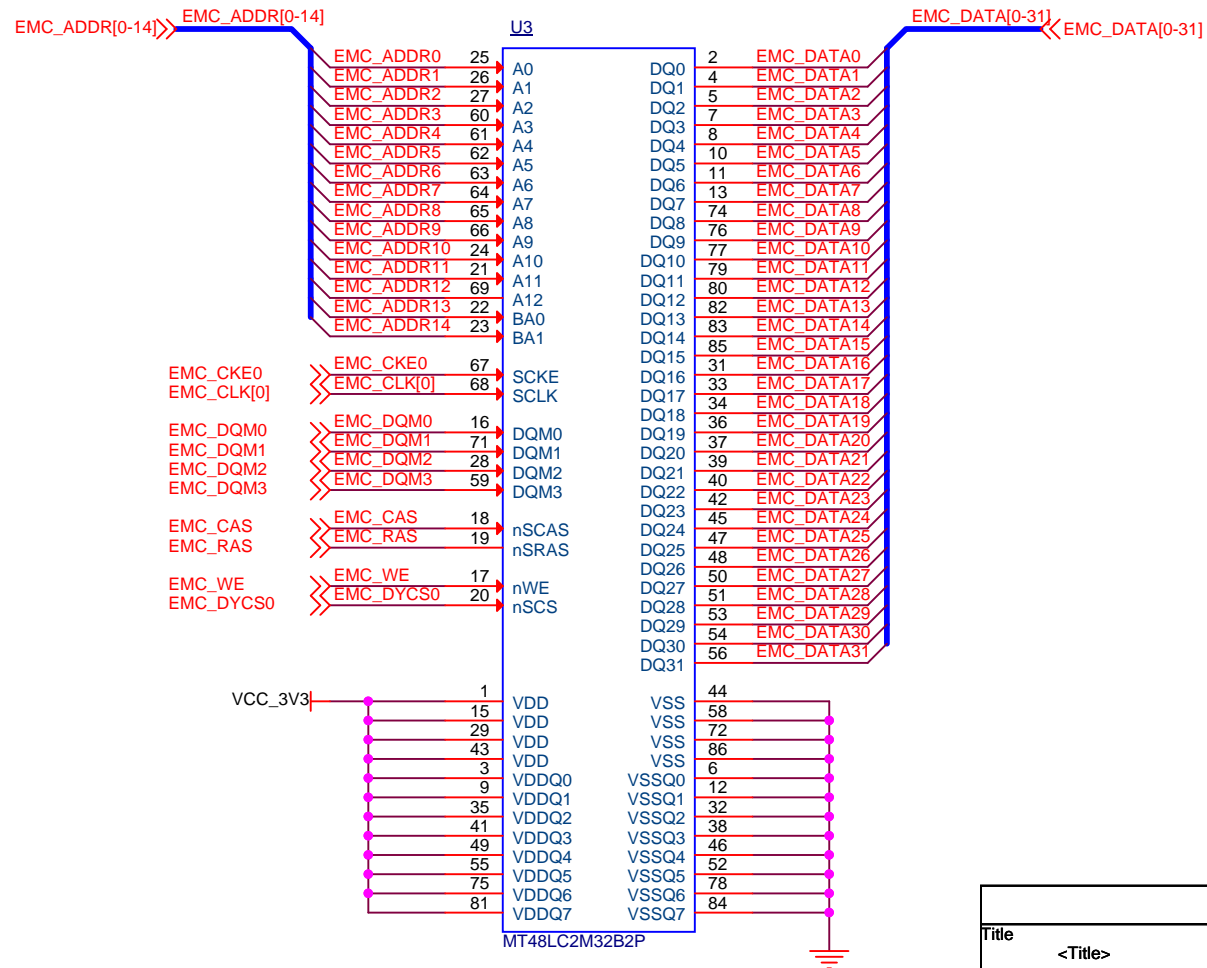 EMC_ADDR[0-14] EMC_ADDR[0-14] U3 EMC_DATA[0-31] EMC_DATA[0-31]
EMC_ADDR0 25 A0 DQ0 2 EMC_DATA0
EMC_ADDR1 26 A1 DQ1 4 EMC_DATA1
EMC_ADDR2 27 A2 DQ2 5 EMC_DATA2
EMC_ADDR3 60 A3 DQ3 7 EMC_DATA3
EMC_ADDR4 61 A4 DQ4 8 EMC_DATA4
EMC_ADDR5 62 A5 DQ5 10 EMC_DATA5
EMC_ADDR6 63 A6 DQ6 11 EMC_DATA6
EMC_ADDR7 64 A7 DQ7 13 EMC_DATA7
EMC_ADDR8 65 A8 DQ8 74 EMC_DATA8
EMC_ADDR9 66 A9 DQ9 76 EMC_DATA9
EMC_ADDR10 24 A10 DQ10 77 EMC_DATA10
EMC_ADDR11 21 A11 DQ11 79 EMC_DATA11
EMC_ADDR12 69 A12 DQ12 80 EMC_DATA12
EMC_ADDR13 22 BA0 DQ13 82 EMC_DATA13
EMC_ADDR14 23 BA1 DQ14 83 EMC_DATA14
DQ15 85 EMC_DATA15
EMC_CKE0 EMC_CKE0 67 SCKE DQ16 31 EMC_DATA16
EMC_CLK[0] EMC_CLK[0] 68 SCLK DQ17 33 EMC_DATA17
DQ18 34 EMC_DATA18
EMC_DQM0 EMC_DQM0 16 DQM0 DQ19 36 EMC_DATA19
EMC_DQM1 EMC_DQM1 71 DQM1 DQ20 37 EMC_DATA20
EMC_DQM2 EMC_DQM2 28 DQM2 DQ21 39 EMC_DATA21
EMC_DQM3 EMC_DQM3 59 DQM3 DQ22 40 EMC_DATA22
DQ23 42 EMC_DATA23
EMC_CAS EMC_CAS 18 nSCAS DQ24 45 EMC_DATA24
EMC_RAS EMC_RAS 19 nSRAS DQ25 47 EMC_DATA25
DQ26 48 EMC_DATA26
EMC_WE EMC_WE 17 nWE DQ27 50 EMC_DATA27
EMC_DYCS0 EMC_DYCS0 20 nSCS DQ28 51 EMC_DATA28
DQ29 53 EMC_DATA29
DQ30 54 EMC_DATA30
DQ31 56 EMC_DATA31
VCC_3V3 1 VDD VSS 44
15 VDD VSS 58
29 VDD VSS 72
43 VDD VSS 86
3 VDDQ0 VSSQ0 6
9 VDDQ1 VSSQ1 12
35 VDDQ2 VSSQ2 32
41 VDDQ3 VSSQ3 38
49 VDDQ4 VSSQ4 46
55 VDDQ5 VSSQ5 52
75 VDDQ6 VSSQ6 78
81 VDDQ7 VSSQ7 84
MT48LC2M32B2P
Title
<Title>